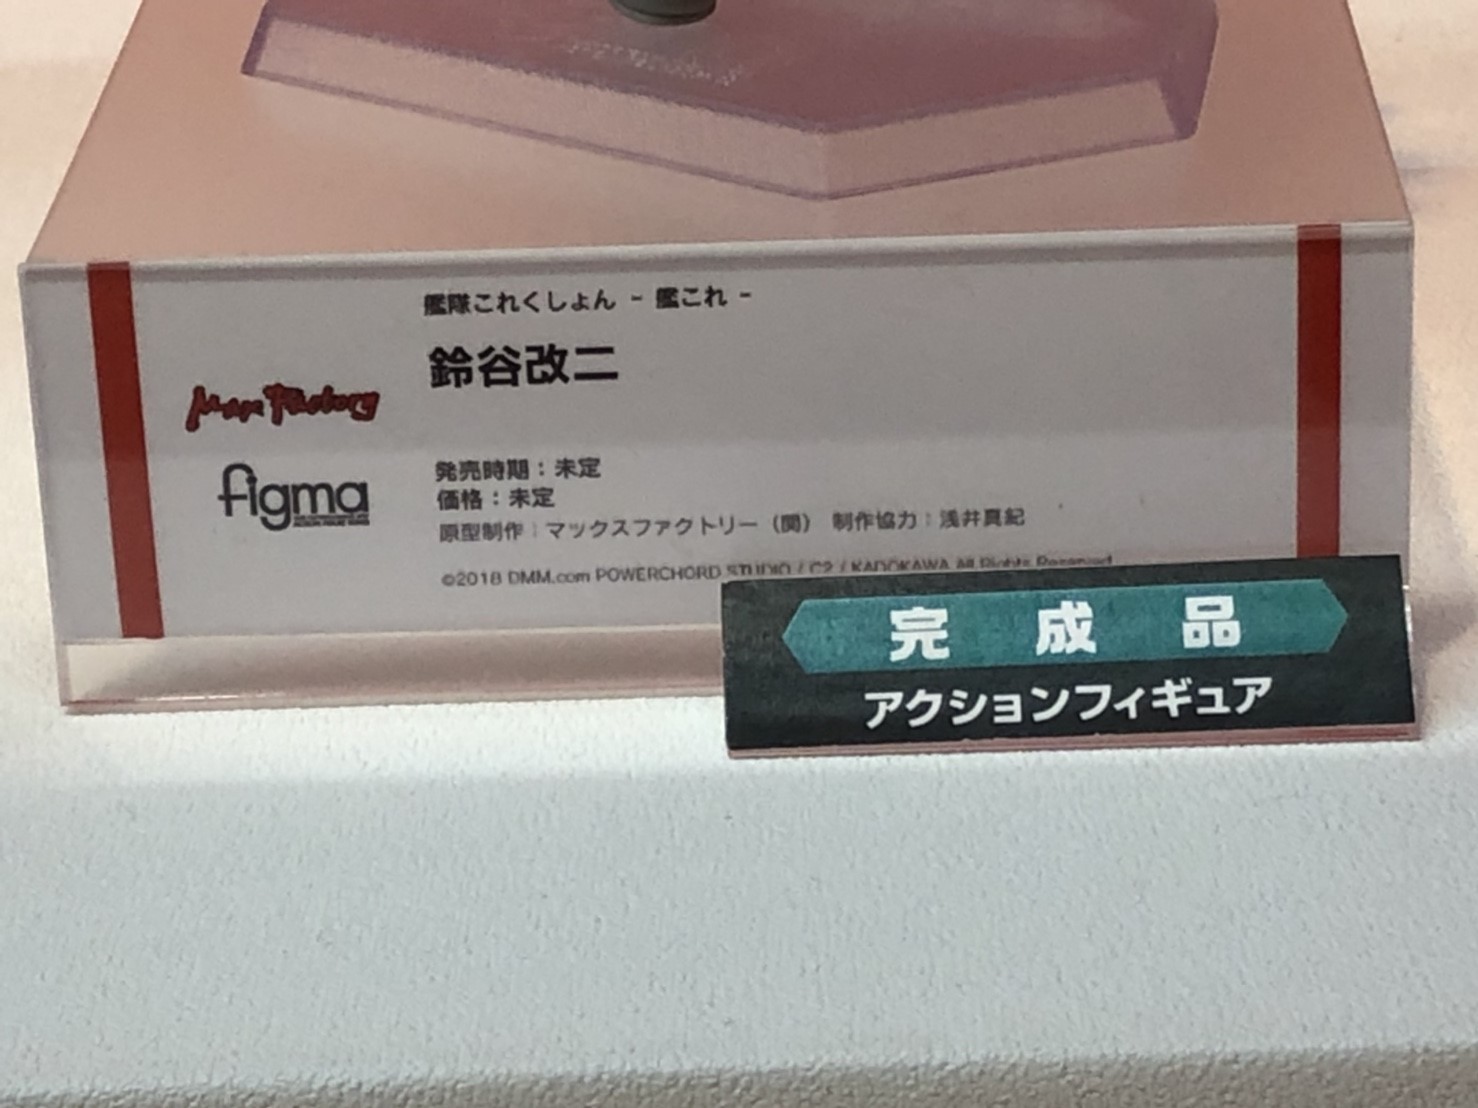 艦隊これくしょん - 艦これ -
鈴谷改二
Max Factory
figma
発売時期：未定
価格：未定
原型制作：マックスファクトリー（関） 制作協力：浅井真紀
©2018 DMM.com POWERCHORD STUDIO / C2 / KADOKAWA All Rights Reserved
完成品
アクションフィギュア